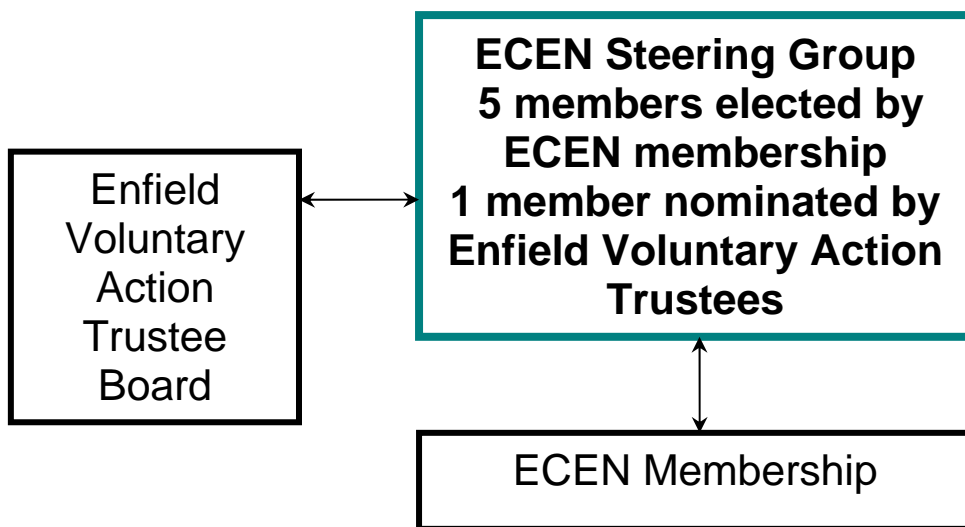 ECEN Steering Group
5 members elected by
ECEN membership
1 member nominated by
Enfield Voluntary Action
Trustees
Enfield
Voluntary
Action
Trustee
Board
ECEN Membership